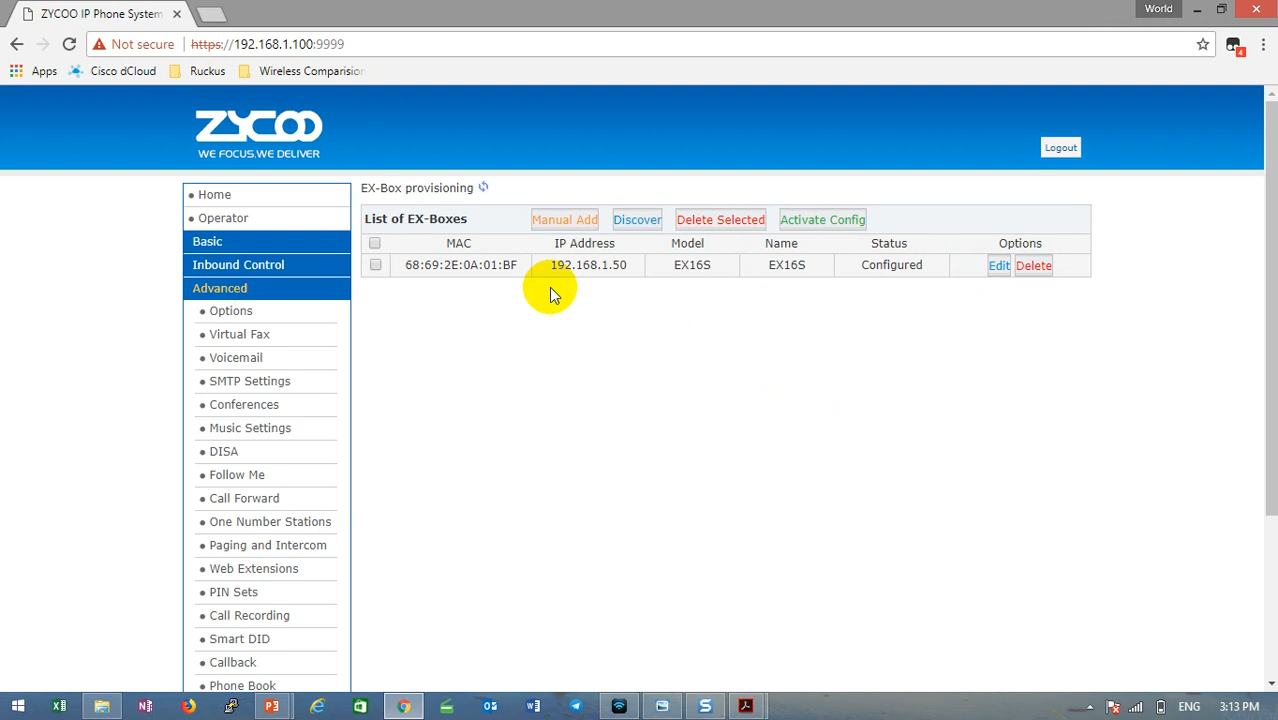 ZYCOO IP Phone System
World
Not secure https://192.168.1.100:9999
4
Apps Cisco dCloud Ruckus Wireless Comparision
ZYCOO
WE FOCUS.WE DELIVER
Logout
Home
Operator
Basic
Inbound Control
Advanced
Options
Virtual Fax
Voicemail
SMTP Settings
Conferences
Music Settings
DISA
Follow Me
Call Forward
One Number Stations
Paging and Intercom
Web Extensions
PIN Sets
Call Recording
Smart DID
Callback
Phone Book
EX-Box provisioning
List of EX-Boxes Manual Add Discover Delete Selected Activate Config
MAC IP Address Model Name Status Options
68:69:2E:0A:01:BF 192.168.1.50 EX16S EX16S Configured Edit Delete
ENG 3:13 PM